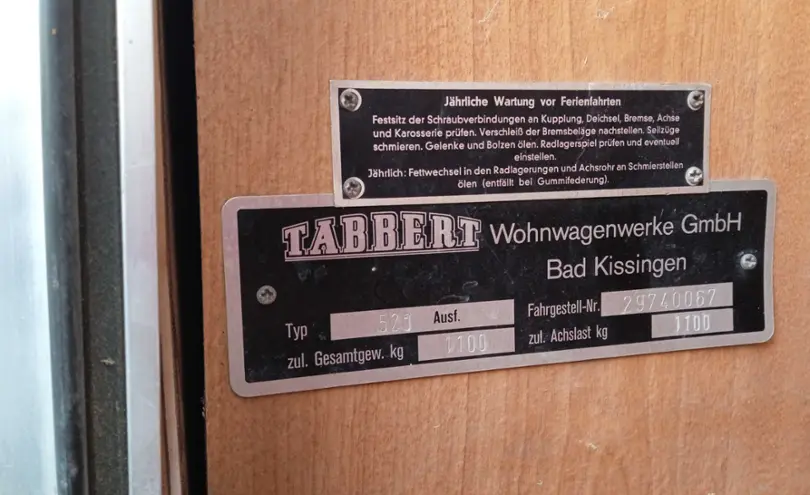 Jährliche Wartung vor Ferienfahrten
Festsitz der Schraubverbindungen an Kupplung, Deichsel, Bremse, Achse
und Karosserie prüfen. Verschleiß der Bremsbeläge nachstellen. Seilzüge
schmieren. Gelenke und Bolzen ölen. Radlagerspiel prüfen und eventuell
einstellen.
Jährlich: Fettwechsel in den Radlagerungen und Achsrohr an Schmierstellen
ölen (entfällt bei Gummifederung).
TABBERT Wohnwagenwerke GmbH
Bad Kissingen
Typ Ausf. Fahrgestell-Nr. 29740067
zul. Gesamtgew. kg 1100 zul. Achslast kg 1100